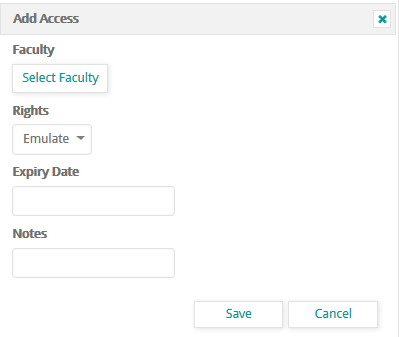 Add Access
Faculty
Select Faculty
Rights
Emulate
Expiry Date
Notes
Save Cancel